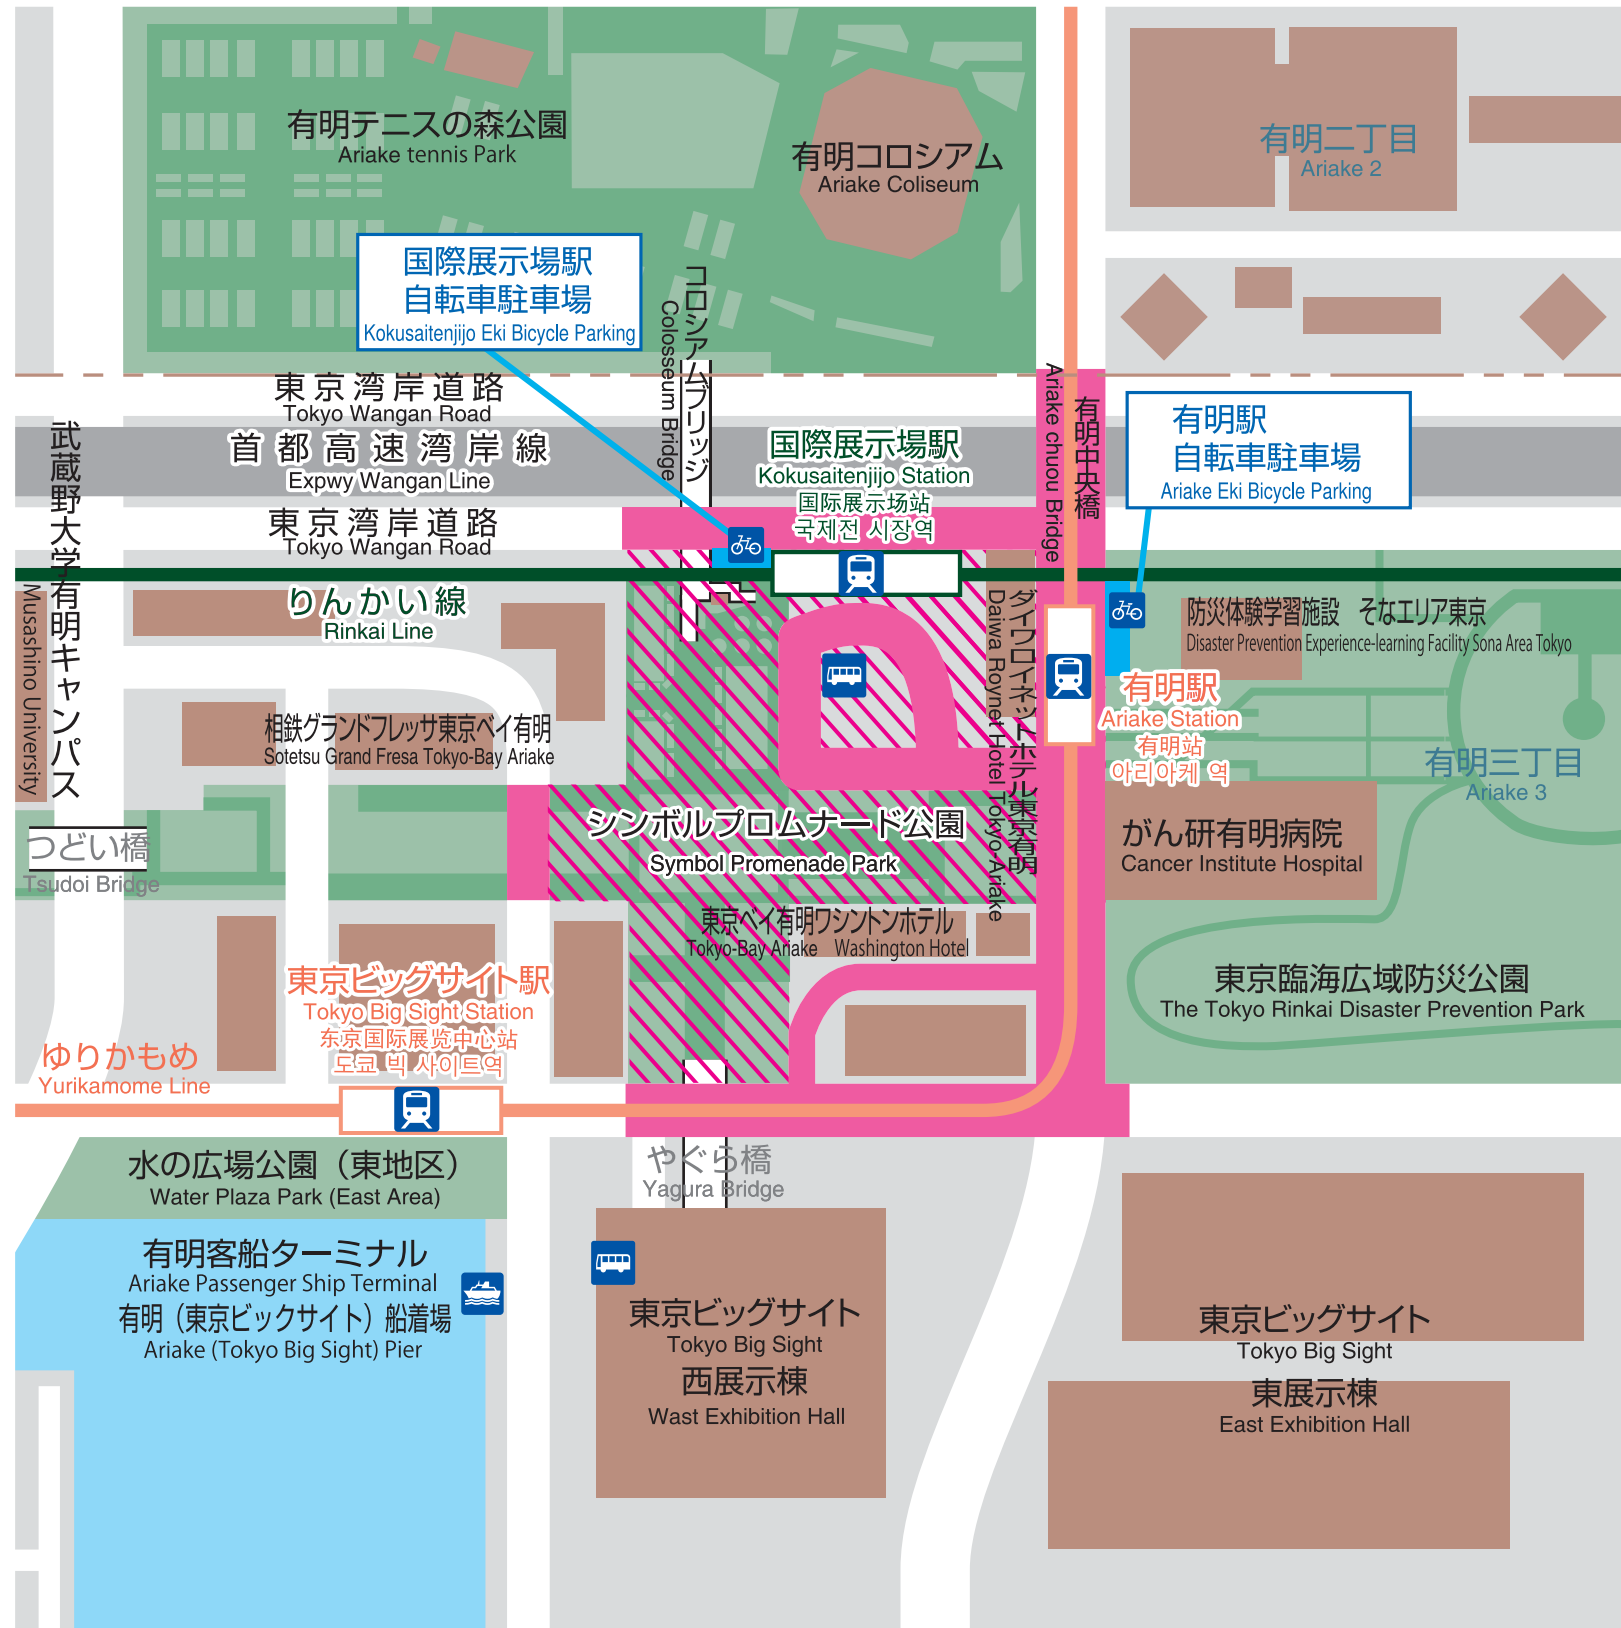 有明テニスの森公園
Ariake tennis Park
有明コロシアム
Ariake Coliseum
有明二丁目
Ariake 2
国際展示場駅
自転車駐車場
Kokusaitenjijo Eki Bicycle Parking
コロシアムブリッジ
Colosseum Bridge
東京湾岸道路
Tokyo Wangan Road
首都高速湾岸線
Expwy Wangan Line
東京湾岸道路
Tokyo Wangan Road
国際展示場駅
Kokusaitenjijo Station
国际展示场站
국제전 시장역
有明中央橋
Ariake chuou Bridge
有明駅
自転車駐車場
Ariake Eki Bicycle Parking
武蔵野大学有明キャンパス
Musashino University
りんかい線
Rinkai Line
ダイワロイネットホテル東京有明
Daiwa Roynet Hotel Tokyo-Ariake
防災体験学習施設 そなエリア東京
Disaster Prevention Experience-learning Facility Sona Area Tokyo
有明駅
Ariake Station
有明站
아리아케 역
相鉄グランドフレッサ東京ベイ有明
Sotetsu Grand Fresa Tokyo-Bay Ariake
有明三丁目
Ariake 3
シンボルプロムナード公園
Symbol Promenade Park
がん研有明病院
Cancer Institute Hospital
つどい橋
Tsudoi Bridge
東京ベイ有明ワシントンホテル
Tokyo-Bay Ariake Washington Hotel
東京ビッグサイト駅
Tokyo Big Sight Station
东京国际展览中心站
도쿄 빅 사이트역
東京臨海広域防災公園
The Tokyo Rinkai Disaster Prevention Park
ゆりかもめ
Yurikamome Line
水の広場公園（東地区）
Water Plaza Park (East Area)
やぐら橋
Yagura Bridge
有明客船ターミナル
Ariake Passenger Ship Terminal
有明（東京ビックサイト）船着場
Ariake (Tokyo Big Sight) Pier
東京ビッグサイト
Tokyo Big Sight
西展示棟
Wast Exhibition Hall
東京ビッグサイト
Tokyo Big Sight
東展示棟
East Exhibition Hall